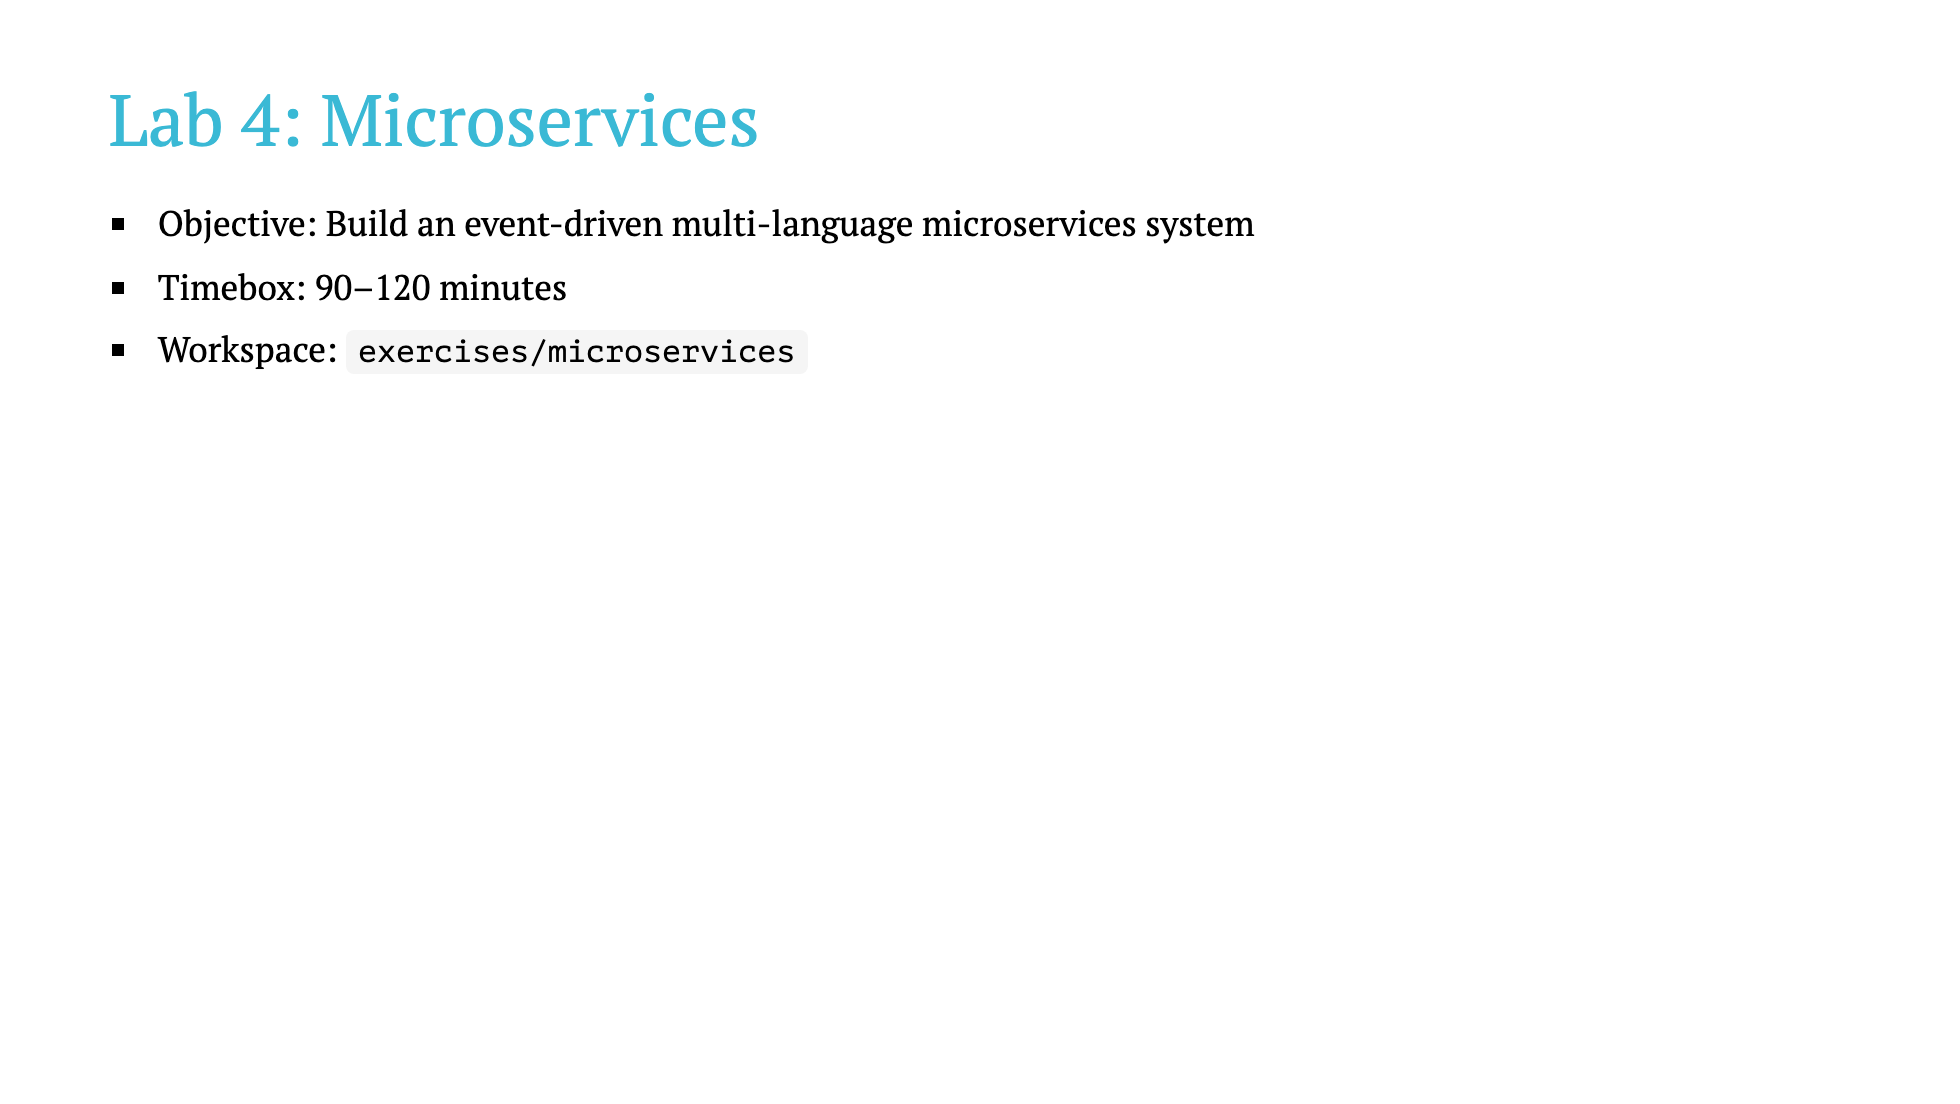 Lab 4: Microservices
▪ Objective: Build an event-driven multi-language microservices system
▪ Timebox: 90–120 minutes
▪ Workspace: exercises/microservices